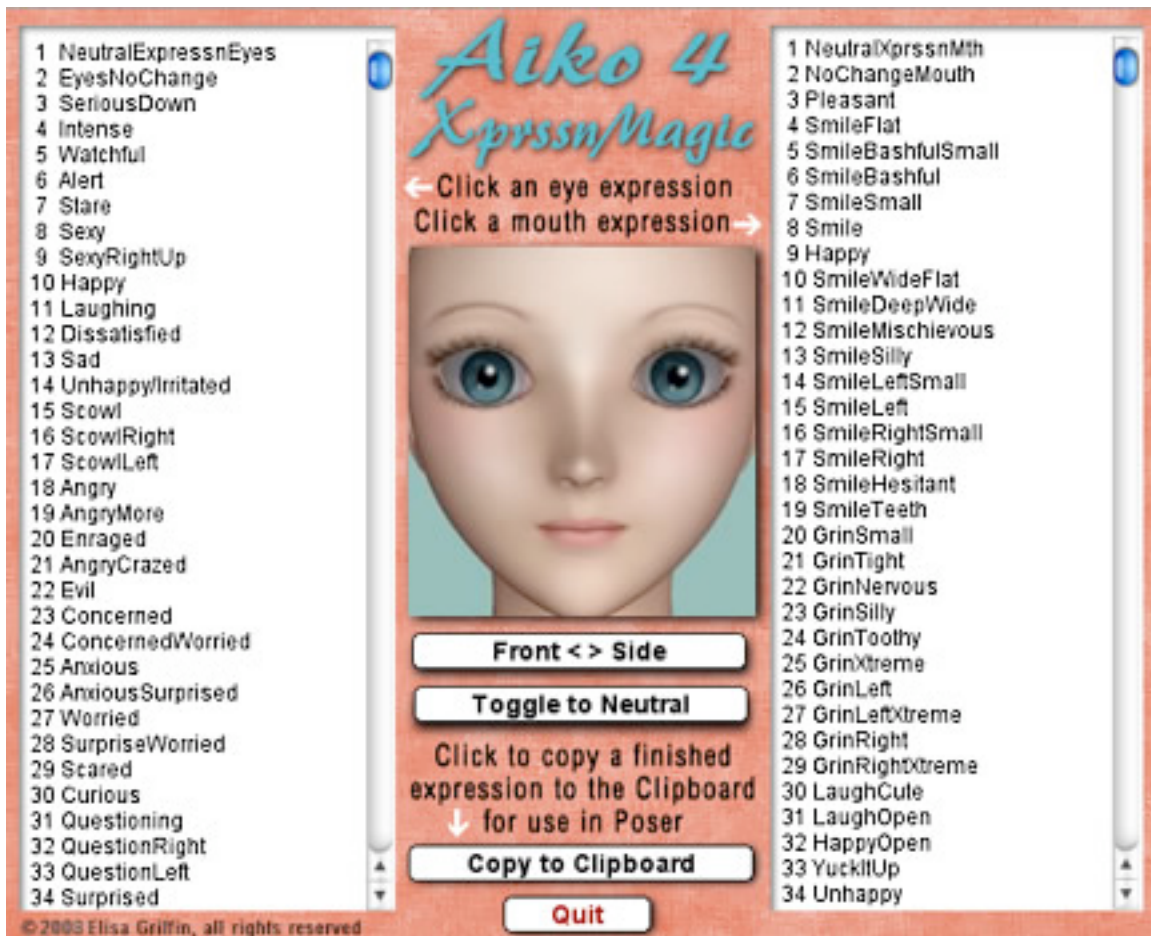 1 NeutralExpressnEyes
2 EyesNoChange
3 SeriousDown
4 Intense
5 Watchful
6 Alert
7 Stare
8 Sexy
9 SexyRightUp
10 Happy
11 Laughing
12 Dissatisfied
13 Sad
14 Unhappy/Irritated
15 Scowl
16 ScowlRight
17 ScowlLeft
18 Angry
19 AngryMore
20 Enraged
21 AngryCrazed
22 Evil
23 Concerned
24 ConcernedWorried
25 Anxious
26 AnxiousSurprised
27 Worried
28 SurpriseWorried
29 Scared
30 Curious
31 Questioning
32 QuestionRight
33 QuestionLeft
34 Surprised
©2008 Elisa Griffin, all rights reserved
Aiko 4
XprssnMagic
←Click an eye expression
Click a mouth expression→
Front <> Side
Toggle to Neutral
Click to copy a finished
expression to the Clipboard
↓ for use in Poser
Copy to Clipboard
Quit
1 NeutralXprssnMth
2 NoChangeMouth
3 Pleasant
4 SmileFlat
5 SmileBashfulSmall
6 SmileBashful
7 SmileSmall
8 Smile
9 Happy
10 SmileWideFlat
11 SmileDeepWide
12 SmileMischievous
13 SmileSilly
14 SmileLeftSmall
15 SmileLeft
16 SmileRightSmall
17 SmileRight
18 SmileHesitant
19 SmileTeeth
20 GrinSmall
21 GrinTight
22 GrinNervous
23 GrinSilly
24 GrinToothy
25 GrinXtreme
26 GrinLeft
27 GrinLeftXtreme
28 GrinRight
29 GrinRightXtreme
30 LaughCute
31 LaughOpen
32 HappyOpen
33 YuckItUp
34 Unhappy